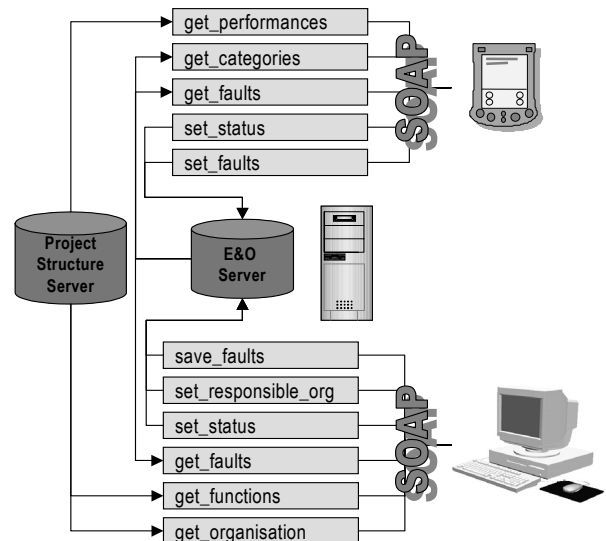 get_performances
get_categories
get_faults
set_status
set_faults
SOAP
Project
Structure
Server
E&O
Server
save_faults
set_responsible_org
set_status
get_faults
get_functions
get_organisation
SOAP